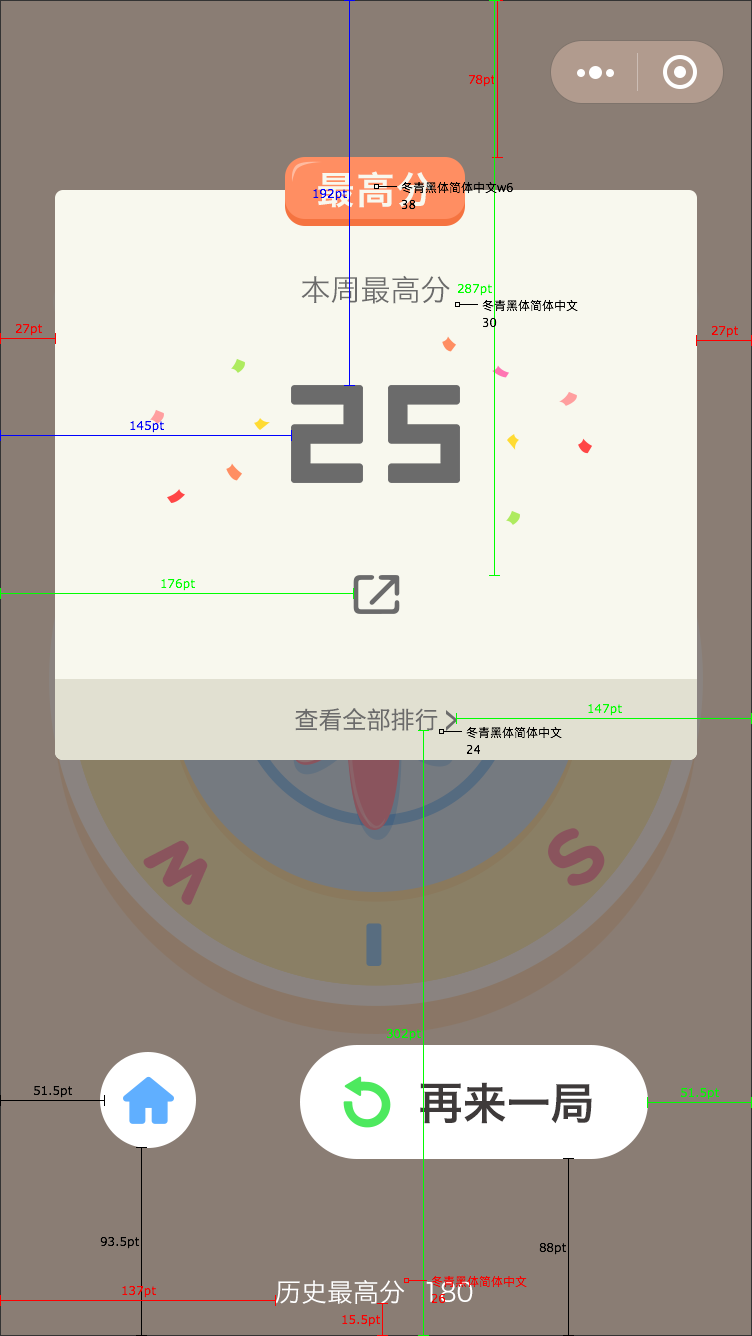 78pt
最高分
192pt
冬青黑体简体中文w6
38
本周最高分
287pt
冬青黑体简体中文
30
27pt
27pt
145pt
25
176pt
147pt
查看全部排行
冬青黑体简体中文
24
W
S
302pt
51.5pt
再来一局
51.5pt
93.5pt
88pt
137pt
历史最高分 180
冬青黑体简体中文
26
15.5pt